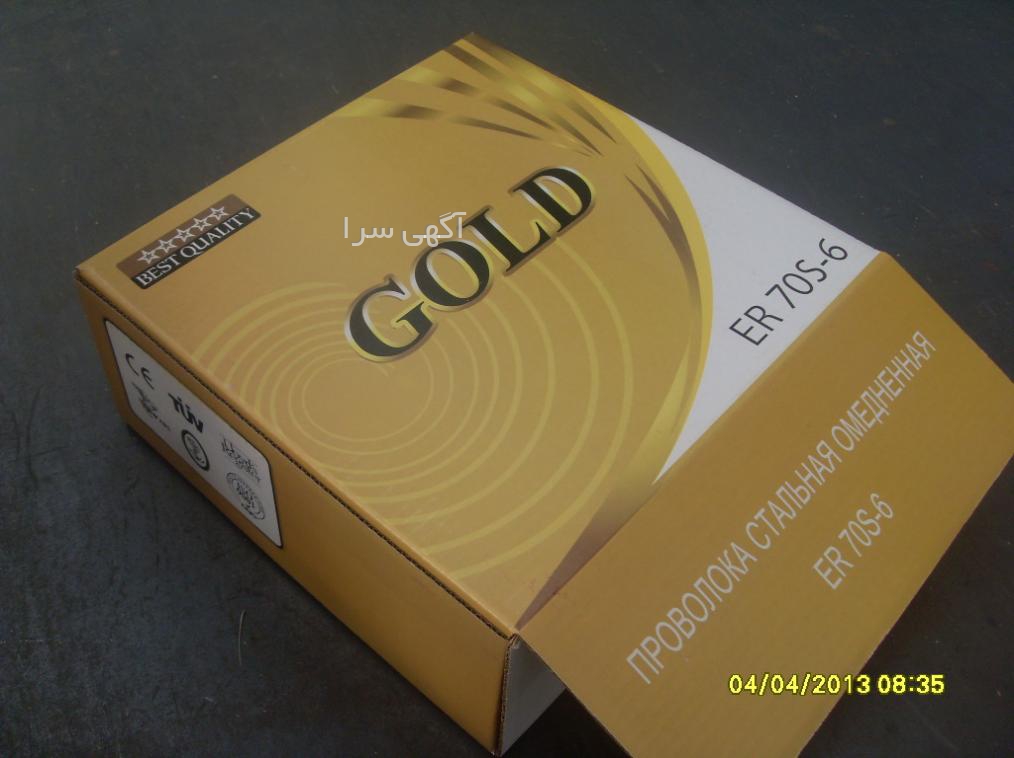 BEST QUALITY
آگهی سرا
GOLD
ER 70S-6
CE
TÜV
ПРОВОЛОКА СТАЛЬНАЯ ОМЕДНЕННАЯ
ER 70S-6
04/04/2013 08:35